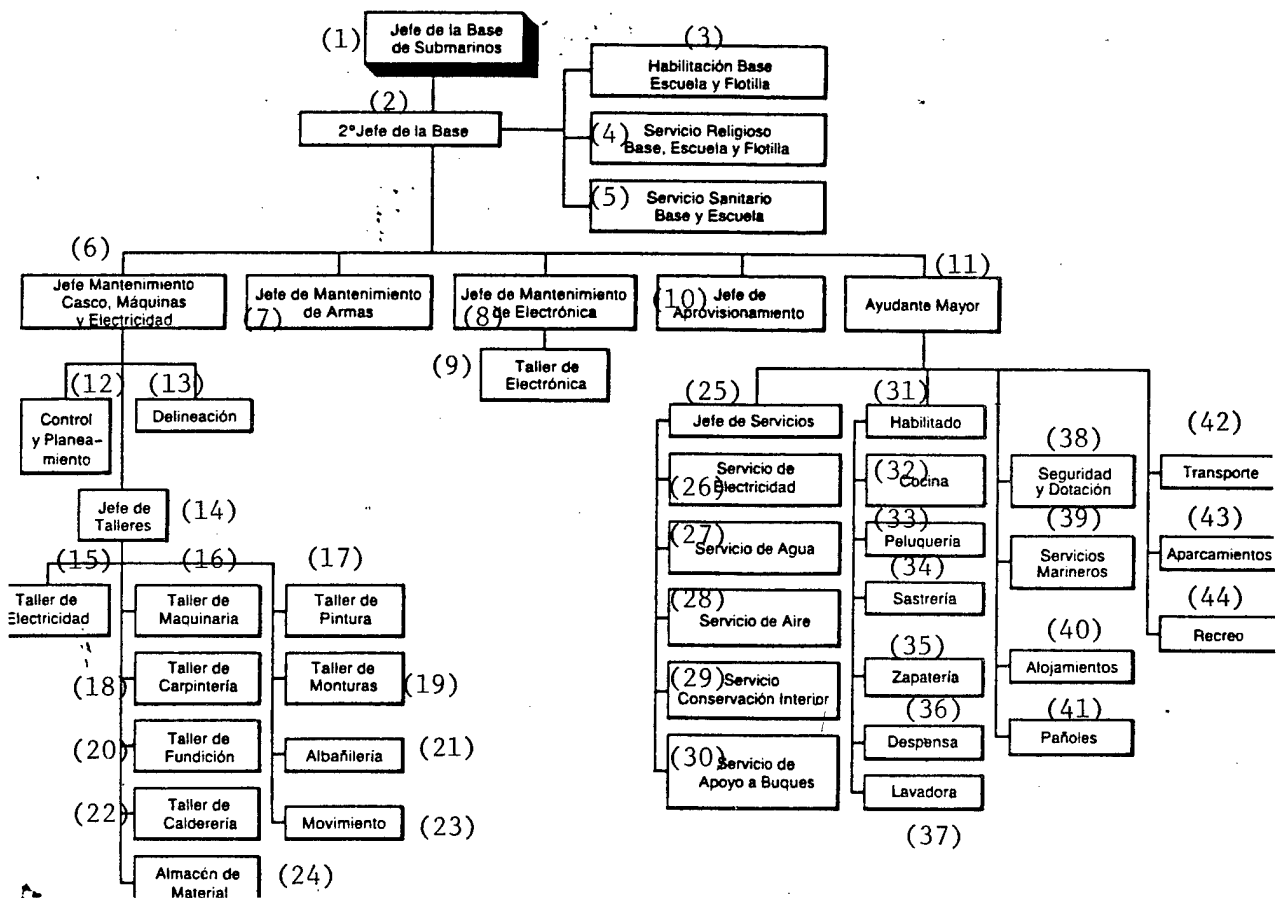 (1)
Jefe de la Base
de Submarinos
(2)
2º Jefe de la Base
(3)
Habilitación Base
Escuela y Flotilla
(4)
Servicio Religioso
Base, Escuela y Flotilla
(5)
Servicio Sanitario
Base y Escuela
(6)
Jefe Mantenimiento
Casco, Máquinas
y Electricidad
(7)
Jefe de Mantenimiento
de Armas
(8)
Jefe de Mantenimiento
de Electrónica
(9)
Taller de
Electrónica
(10)
Jefe de
Aprovisionamiento
(11)
Ayudante Mayor
(12)
Control
y Planea-
miento
(13)
Delineación
Jefe de
Talleres
(14)
(15)
Taller de
Electricidad
(16)
Taller de
Maquinaria
(17)
Taller de
Pintura
(18)
Taller de
Carpintería
Taller de
Monturas
(19)
(20)
Taller de
Fundición
Albañilería
(21)
(22)
Taller de
Calderería
Movimiento
(23)
Almacén de
Material
(24)
(25)
Jefe de Servicios
(26)
Servicio de
Electricidad
(27)
Servicio de Agua
(28)
Servicio de Aire
(29)
Servicio
Conservación Interior
(30)
Servicio de
Apoyo a Buques
(31)
Habilitado
(32)
Cocina
(33)
Peluquería
(34)
Sastrería
(35)
Zapatería
(36)
Despensa
Lavadora
(37)
(38)
Seguridad
y Dotación
(39)
Servicios
Marineros
(40)
Alojamientos
(41)
Pañoles
(42)
Transporte
(43)
Aparcamientos
(44)
Recreo